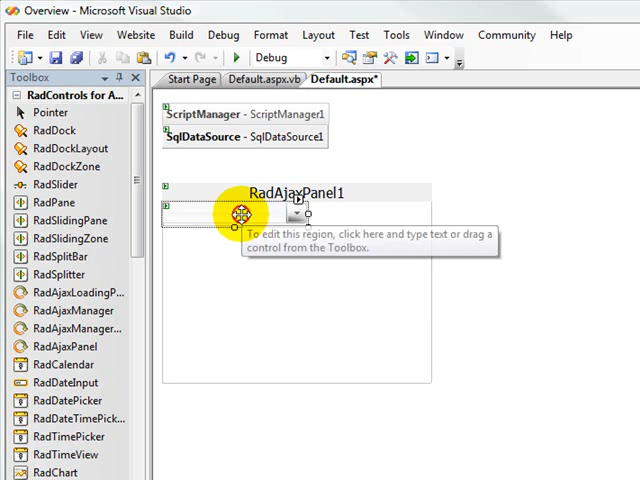 Overview - Microsoft Visual Studio
File Edit View Website Build Debug Format Layout Test Tools Window Community Help
Debug
Toolbox
Start Page Default.aspx.vb Default.aspx*
RadControls for A...
Pointer
RadDock
RadDockLayout
RadDockZone
RadSlider
RadPane
RadSlidingPane
RadSlidingZone
RadSplitBar
RadSplitter
RadAjaxLoadingP...
RadAjaxManager
RadAjaxManager...
RadAjaxPanel
RadCalendar
RadDateInput
RadDatePicker
RadDateTimePick...
RadTimePicker
RadTimeView
RadChart
ScriptManager - ScriptManager1
SqlDataSource - SqlDataSource1
RadAjaxPanel1
To edit this region, click here and type text or drag a
control from the Toolbox.